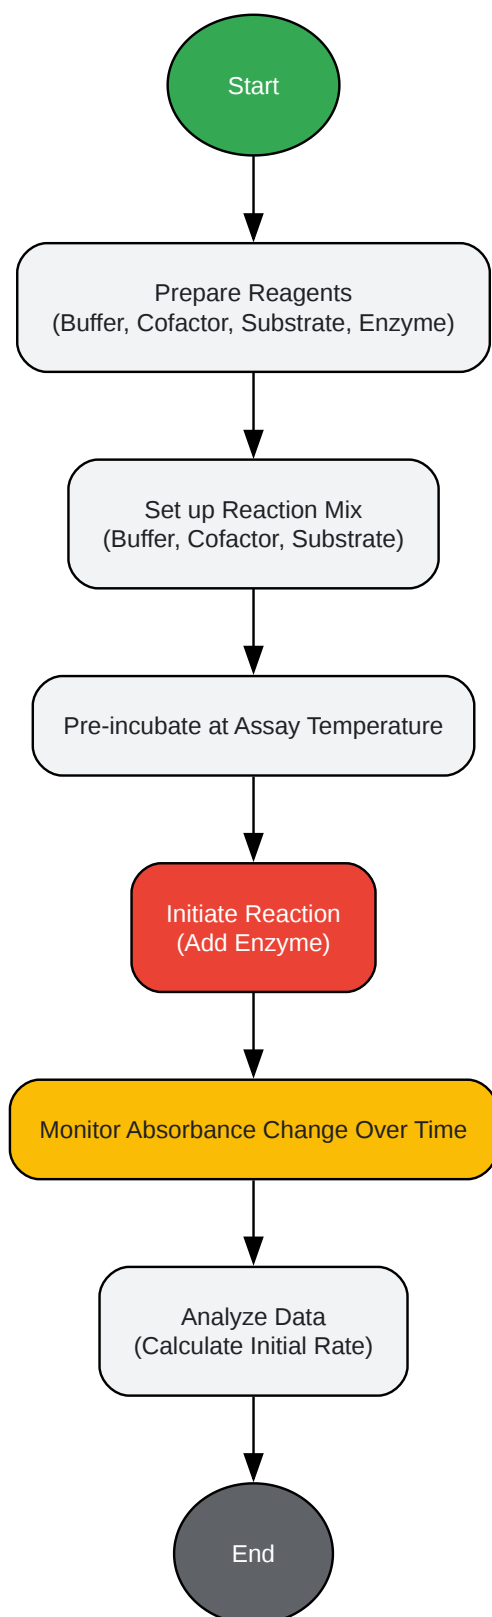 Start
Prepare Reagents
(Buffer, Cofactor, Substrate, Enzyme)
Set up Reaction Mix
(Buffer, Cofactor, Substrate)
Pre-incubate at Assay Temperature
Initiate Reaction
(Add Enzyme)
Monitor Absorbance Change Over Time
Analyze Data
(Calculate Initial Rate)
End